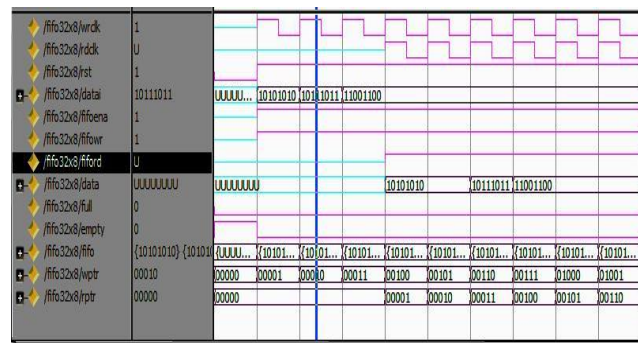 /fifo32x8/wrclk 1
/fifo32x8/rdclk U
/fifo32x8/rst 1
/fifo32x8/datai 10111011 UUUU... 10101010 10111011 11001100
/fifo32x8/fifoena 1
/fifo32x8/fifowr 1
/fifo32x8/fiford U
/fifo32x8/data UUUUUUUU UUUUUUUU 10101010 10111011 11001100
/fifo32x8/full 0
/fifo32x8/empty 0
/fifo32x8/fifo {10101010} {101010 {UUUU... {10101... {10101... {10101... {10101... {10101... {10101... {10101... {10101... {10101...
/fifo32x8/wptr 00010 00000 00001 00010 00011 00100 00101 00110 00111 01000 01001
/fifo32x8/rptr 00000 00000 00001 00010 00011 00100 00101 00110